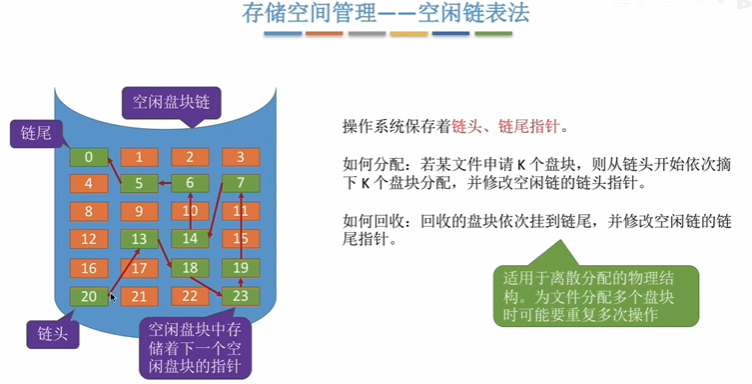 存储空间管理——空闲链表法
空闲盘块链
链尾
0 1 2 3
4 5 6 7
8 9 10 11
12 13 14 15
16 17 18 19
20 21 22 23
链头
空闲盘块中存
储着下一个空
闲盘块的指针
操作系统保存着链头、链尾指针。
如何分配：若某文件申请 K 个盘块，则从链头开始依次摘
下 K 个盘块分配，并修改空闲链的链头指针。
如何回收：回收的盘块依次挂到链尾，并修改空闲链的链
尾指针。
适用于离散分配的物理结
构。为文件分配多个盘块
时可能要重复多次操作